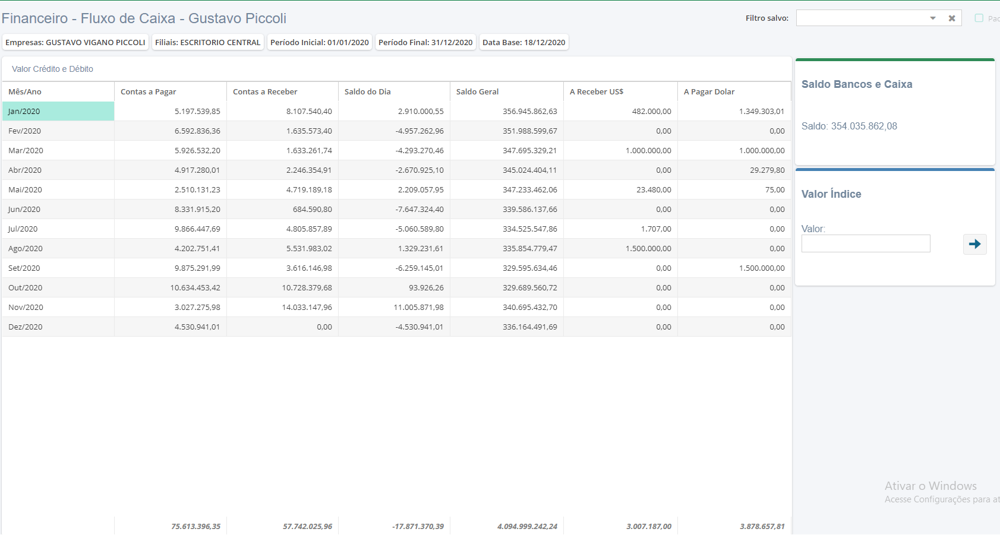 Financeiro - Fluxo de Caixa - Gustavo Piccoli
Filtro salvo:
Empresas: GUSTAVO VIGANO PICCOLI Filiais: ESCRITORIO CENTRAL Período Inicial: 01/01/2020 Período Final: 31/12/2020 Data Base: 18/12/2020
Valor Crédito e Débito
Mês/Ano Contas a Pagar Contas a Receber Saldo do Dia Saldo Geral A Receber US$ A Pagar Dolar
Jan/2020 5.197.539,85 8.107.540,40 2.910.000,55 356.945.862,63 482.000,00 1.349.303,01
Fev/2020 6.592.836,36 1.635.573,40 -4.957.262,96 351.988.599,67 0,00 0,00
Mar/2020 5.926.532,20 1.633.261,74 -4.293.270,46 347.695.329,21 1.000.000,00 1.000.000,00
Abr/2020 4.917.280,01 2.246.354,91 -2.670.925,10 345.024.404,11 0,00 29.279,80
Mai/2020 2.510.131,23 4.719.189,18 2.209.057,95 347.233.462,06 23.480,00 75,00
Jun/2020 8.331.915,20 684.590,80 -7.647.324,40 339.586.137,66 0,00 0,00
Jul/2020 9.866.447,69 4.805.857,89 -5.060.589,80 334.525.547,86 1.707,00 0,00
Ago/2020 4.202.751,41 5.531.983,02 1.329.231,61 335.854.779,47 1.500.000,00 0,00
Set/2020 9.875.291,99 3.616.146,98 -6.259.145,01 329.595.634,46 0,00 1.500.000,00
Out/2020 10.634.453,42 10.728.379,68 93.926,26 329.689.560,72 0,00 0,00
Nov/2020 3.027.275,98 14.033.147,96 11.005.871,98 340.695.432,70 0,00 0,00
Dez/2020 4.530.941,01 0,00 -4.530.941,01 336.164.491,69 0,00 0,00
75.613.396,35 57.742.025,96 -17.871.370,39 4.094.999.242,24 3.007.187,00 3.878.657,81
Saldo Bancos e Caixa
Saldo: 354.035.862,08
Valor Índice
Valor:
Ativar o Windows
Acesse Configurações para